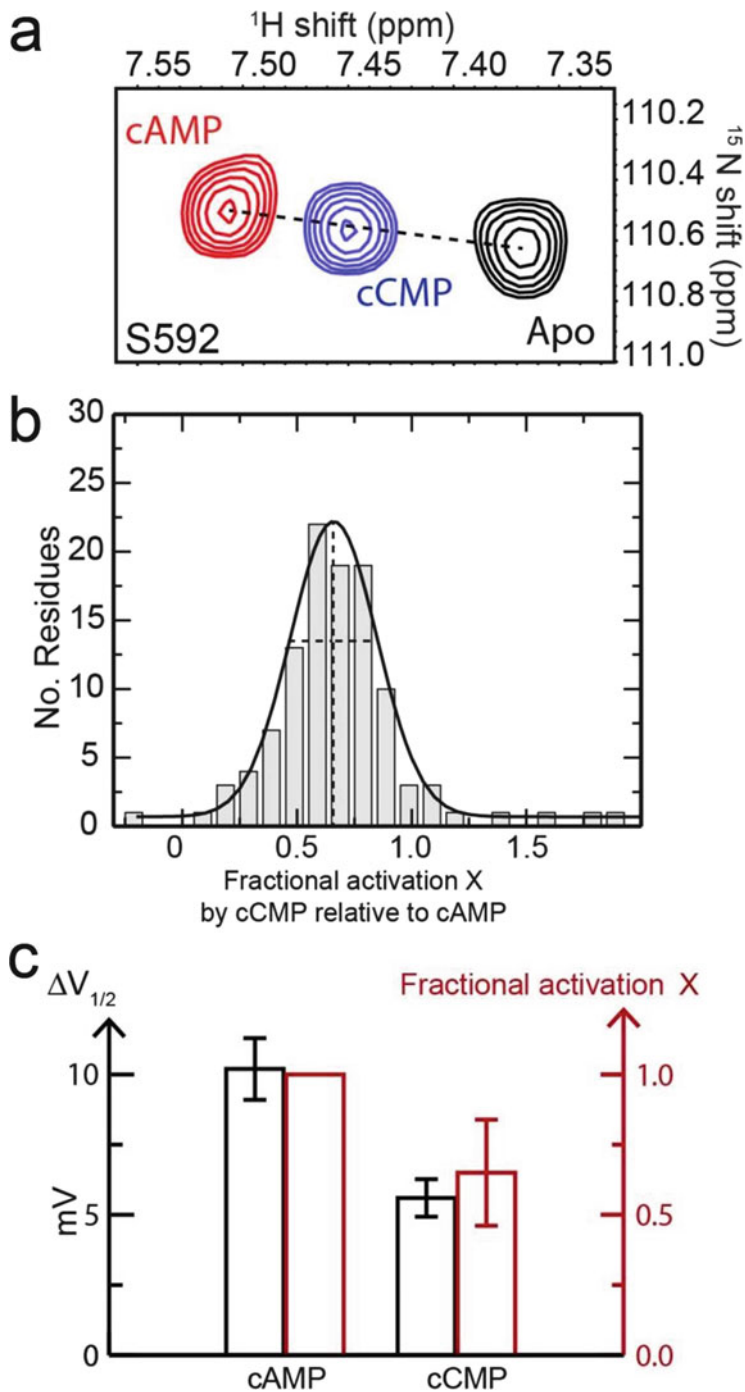 a
¹H shift (ppm)
7.55 7.50 7.45 7.40 7.35
cAMP
cCMP
S592
Apo
110.2
110.4
110.6
110.8
111.0
¹⁵N shift (ppm)
b
30
25
20
15
10
5
0
No. Residues
0 0.5 1.0 1.5
Fractional activation X
by cCMP relative to cAMP
c
ΔV1/2
Fractional activation X
10
5
0
mV
1.0
0.5
0.0
cAMP cCMP